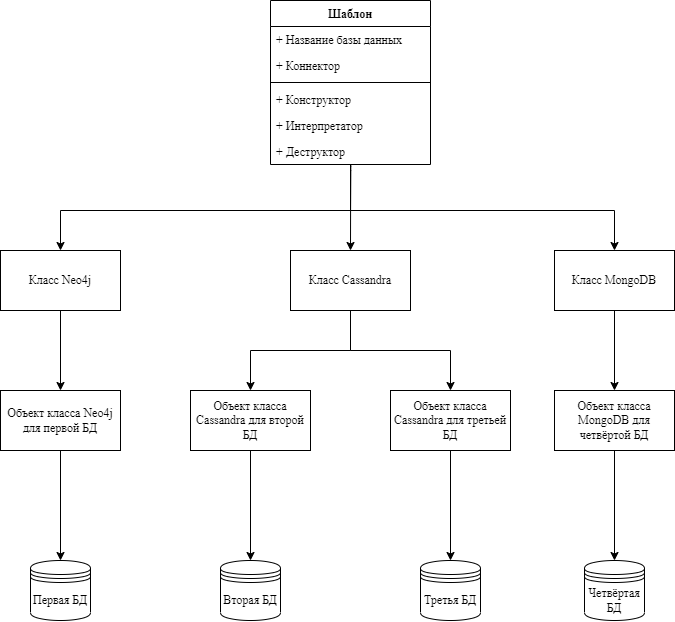 Шаблон
+ Название базы данных
+ Коннектор
+ Конструктор
+ Интерпретатор
+ Деструктор
Класс Neo4j
Класс Cassandra
Класс MongoDB
Объект класса Neo4j
для первой БД
Объект класса
Cassandra для второй
БД
Объект класса
Cassandra для третьей
БД
Объект класса
MongoDB для
четвёртой БД
Первая БД
Вторая БД
Третья БД
Четвёртая
БД